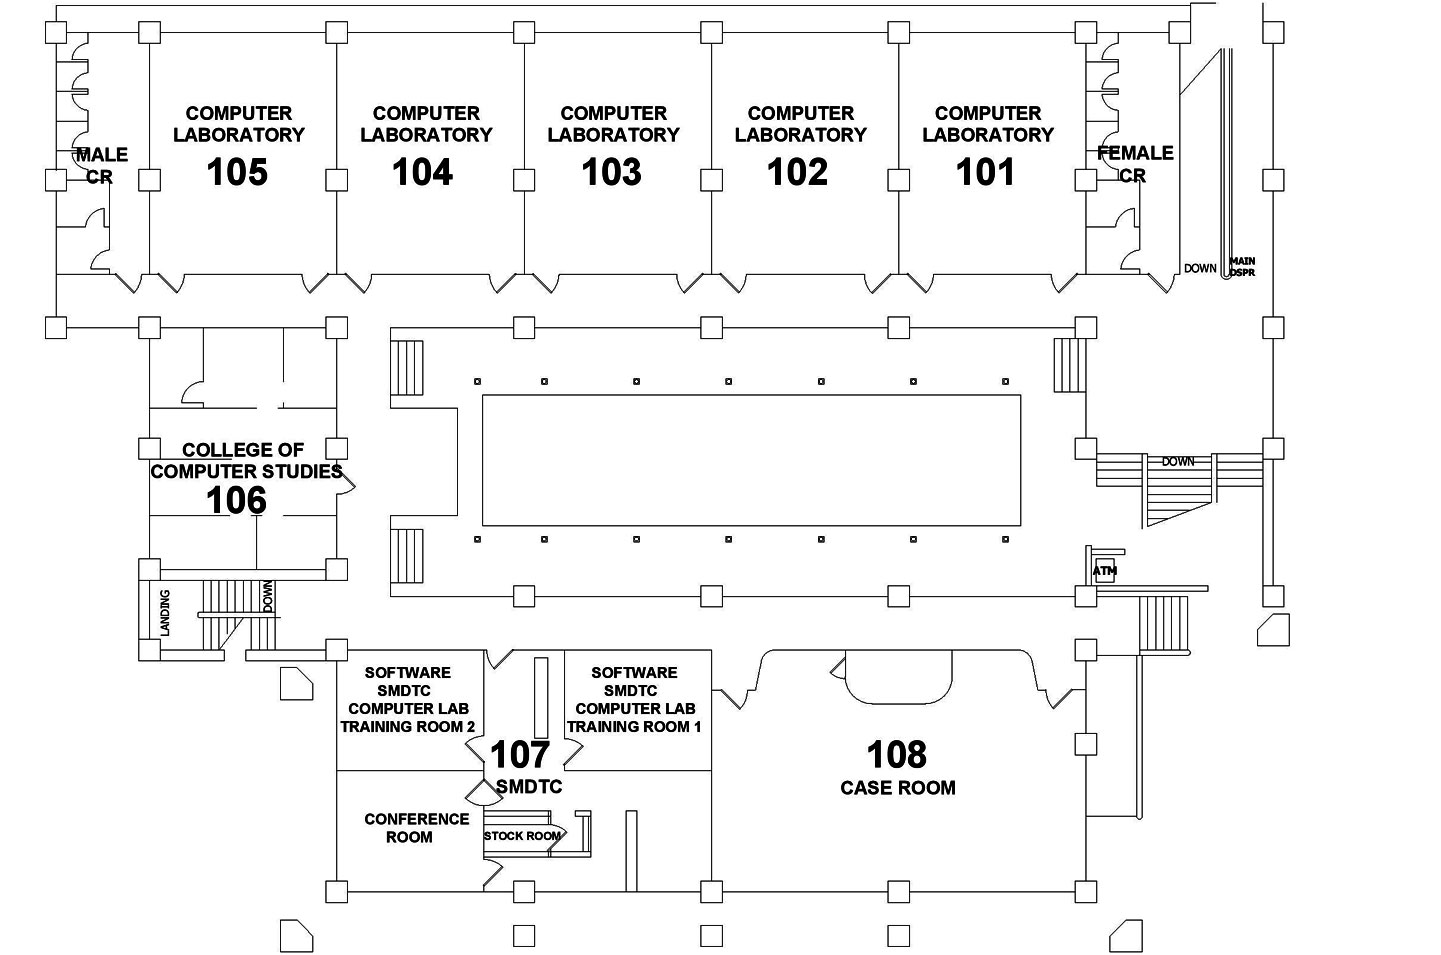 COMPUTER
LABORATORY
105
COMPUTER
LABORATORY
104
COMPUTER
LABORATORY
103
COMPUTER
LABORATORY
102
COMPUTER
LABORATORY
101
MALE
CR
FEMALE
CR
DOWN
MAIN
DSPR
COLLEGE OF
COMPUTER STUDIES
106
DOWN
ATM
LANDING
DOWN
SOFTWARE
SMDTC
COMPUTER LAB
TRAINING ROOM 2
SOFTWARE
SMDTC
COMPUTER LAB
TRAINING ROOM 1
107
SMDTC
108
CASE ROOM
CONFERENCE
ROOM
STOCK ROOM